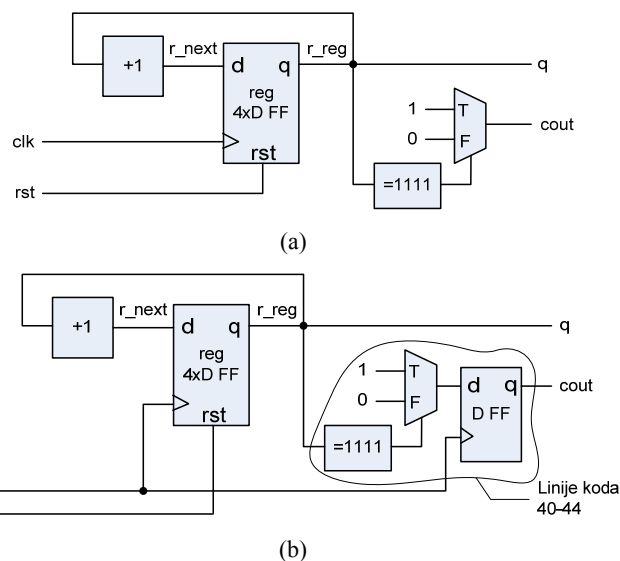 +1
r_next
r_reg
d q
reg
4xD FF
rst
q
1 T
0 F
cout
=1111
clk
rst
(a)
+1
r_next
r_reg
d q
reg
4xD FF
rst
q
1 T
0 F
d q
D FF
cout
=1111
Linije koda
40-44
(b)